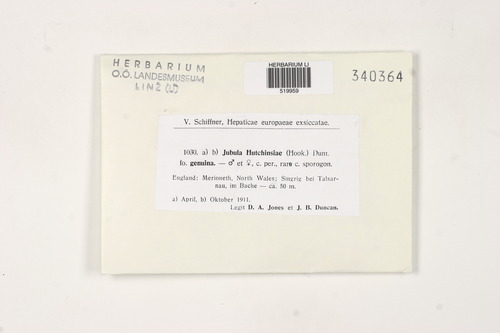 HERBARIUM
O.Ö. LANDESMUSEUM
LINZ (LI)
HERBARIUM LI
519959
340364
V. Schiffner, Hepaticae europaeae exsiccatae.
1030. a) b) Jubula Hutchinsiae (Hook.) Dum.
fo. genuina. — ♂ et ♀, c. per., raro c. sporogon.
England: Merioneth, North Wales; Singrig bei Talsar-
nau, im Bache — ca. 50 m.
a) April, b) Oktober 1911.
Legit D. A. Jones et J. B. Duncan.